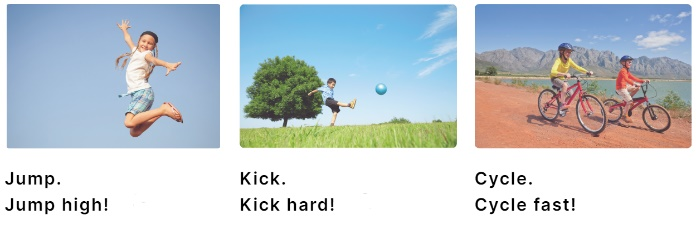 Jump.
Jump high!
Kick.
Kick hard!
Cycle.
Cycle fast!